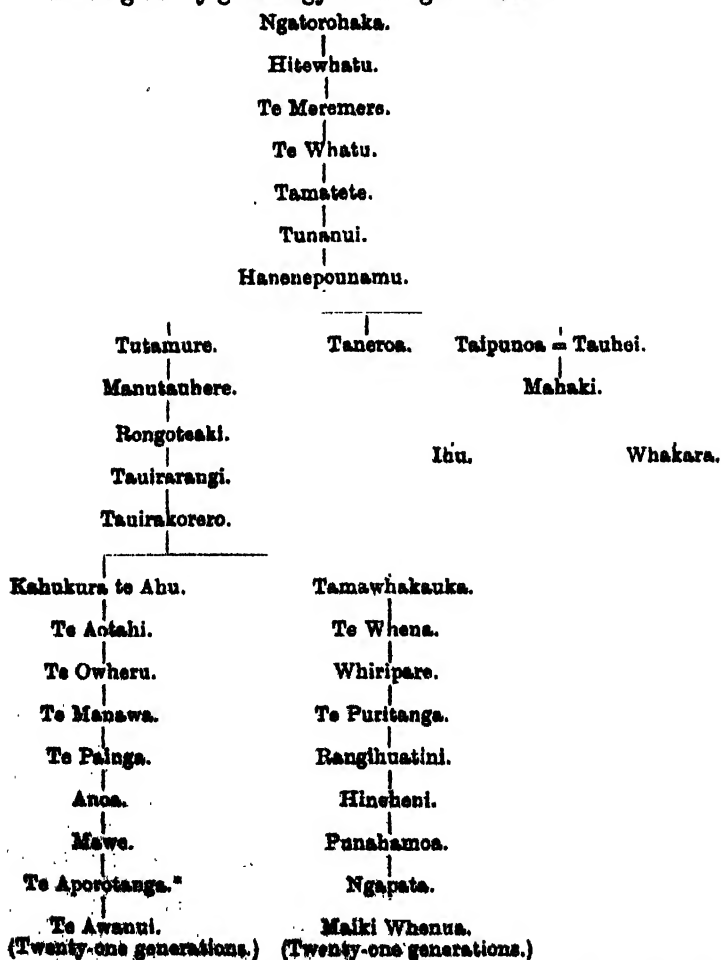 Ngatorohaka.
Hitewhatu.
Te Meremere.
Te Whatu.
Tamatete.
Tunanui.
Hanenepounamu.
Tutamure. Taneroa. Taipunoa = Tauhei.
Manutauhere. Mahaki.
Rongoteaki.
Ihu. Whakara.
Tauirarangi.
Tauirakorero.
Kahukura te Ahu. Tamawhakauka.
Te Aotahi. Te Whena.
Te Owheru. Whiripare.
Te Manawa. Te Puritanga.
Te Painga. Rangihuatini.
Anoa. Hineheni.
Mawe. Punahamoa.
Te Aporotanga.* Ngapata.
Te Awanui. Maiki Whenua.
(Twenty-one generations.) (Twenty-one generations.)